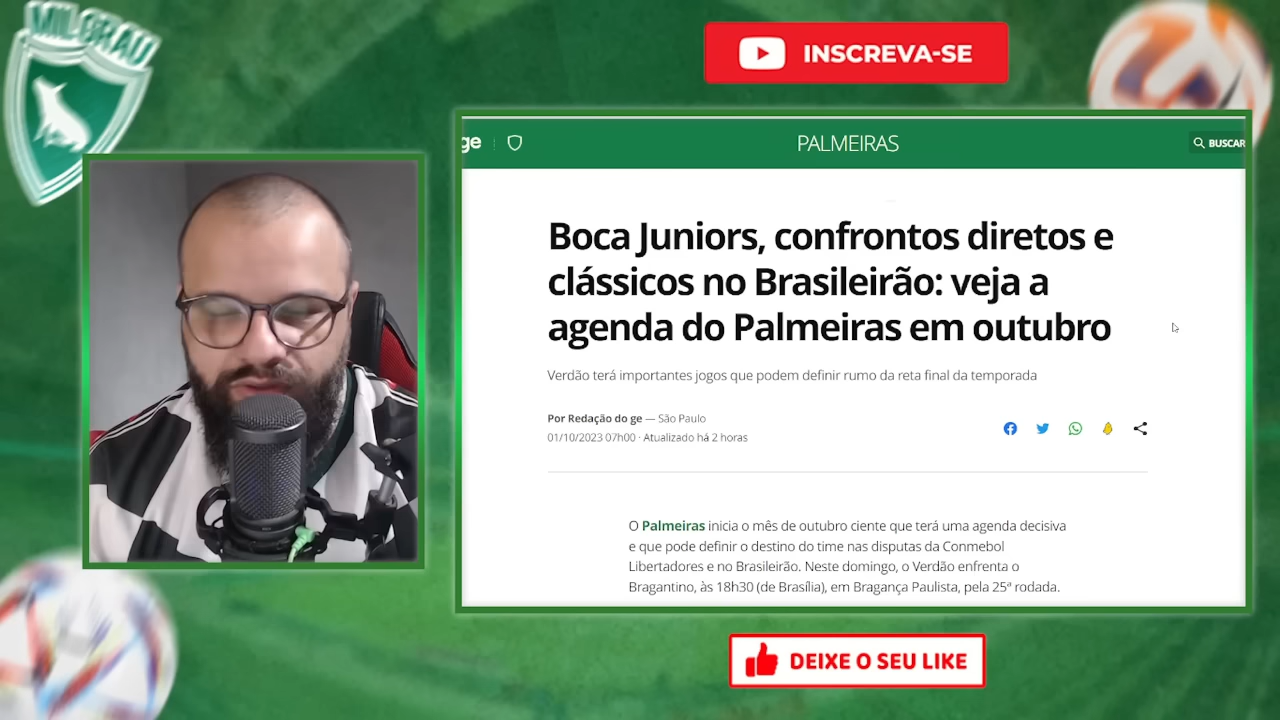 MIL GRAU
INSCREVA-SE
ge
PALMEIRAS
BUSCAR
Boca Juniors, confrontos diretos e
clássicos no Brasileirão: veja a
agenda do Palmeiras em outubro
Verdão terá importantes jogos que podem definir rumo da reta final da temporada
Por Redação do ge — São Paulo
01/10/2023 07h00 · Atualizado há 2 horas
O Palmeiras inicia o mês de outubro ciente que terá uma agenda decisiva
e que pode definir o destino do time nas disputas da Conmebol
Libertadores e no Brasileirão. Neste domingo, o Verdão enfrenta o
Bragantino, às 18h30 (de Brasília), em Bragança Paulista, pela 25ª rodada.
DEIXE O SEU LIKE